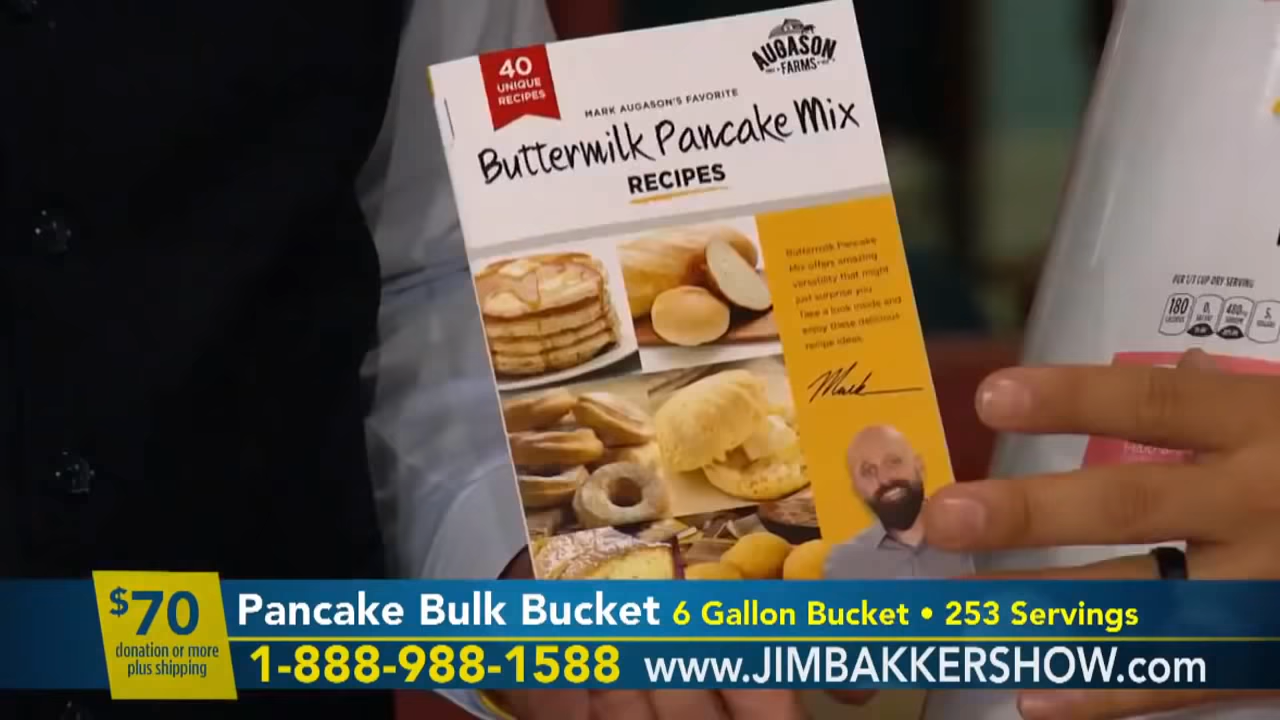 40
UNIQUE
RECIPES
AUGASON
FARMS
MARK AUGASON'S FAVORITE
Buttermilk Pancake Mix
RECIPES
Buttermilk Pancake
Mix offers amazing
versatility that might
just surprise you.
Take a look inside and
enjoy these delicious
recipe ideas.
Mark
PER 1/3 CUP DRY SERVING
180
CALORIES
$70
donation or more
plus shipping
Pancake Bulk Bucket 6 Gallon Bucket • 253 Servings
1-888-988-1588 www.JIMBAKKERSHOW.com